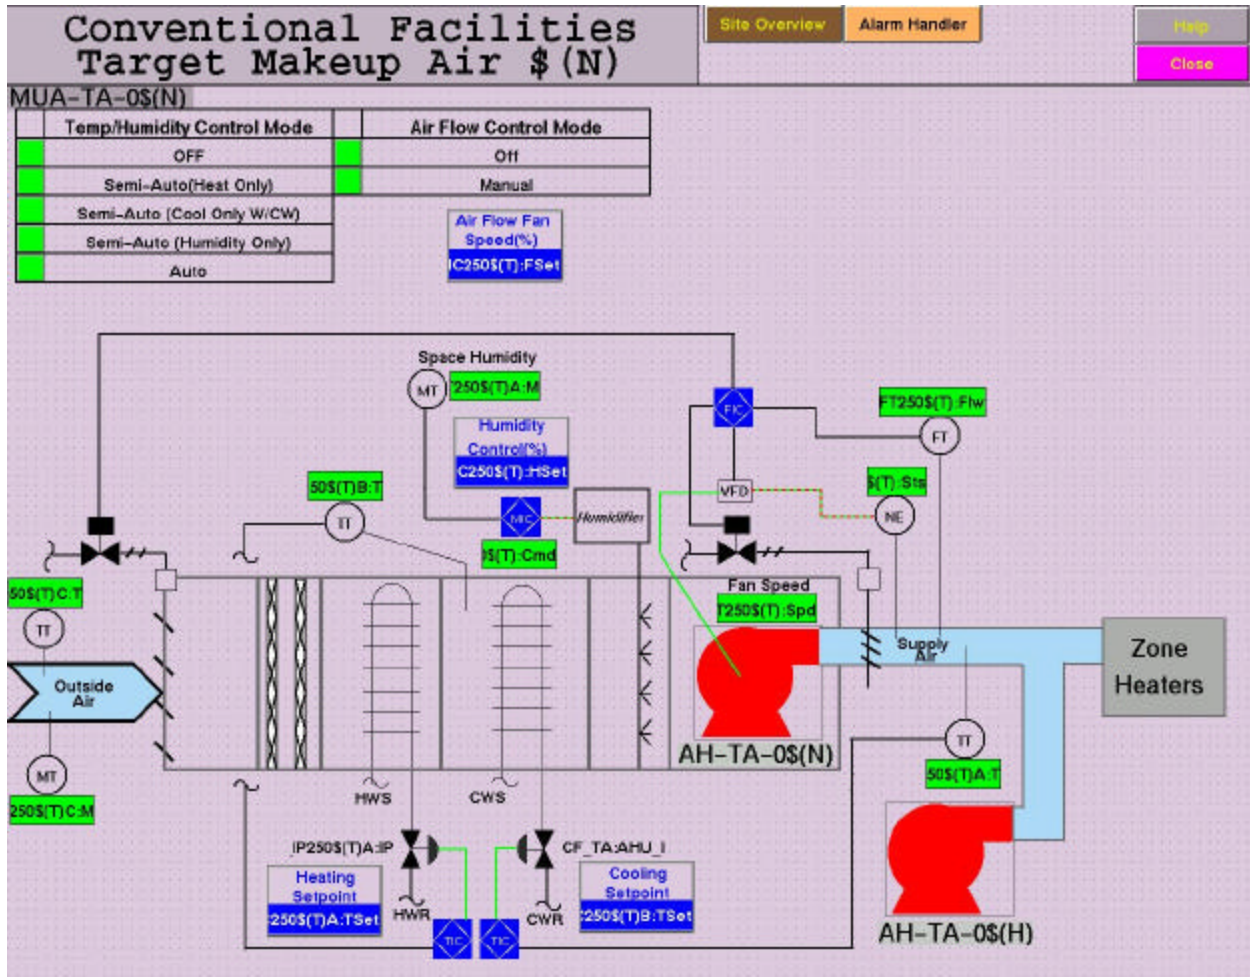 Conventional Facilities
Target Makeup Air $(N)
Site Overview
Alarm Handler
Help
Close
MUA-TA-0$(N)
Temp/Humidity Control Mode
Air Flow Control Mode
OFF
Off
Semi-Auto(Heat Only)
Manual
Semi-Auto (Cool Only W/CW)
Semi-Auto (Humidity Only)
Auto
Air Flow Fan
Speed(%)
IC250$(T):FSet
Space Humidity
MT
250$(T)A:M
FIC
FT250$(T):Flw
FT
Humidity
Control(%)
C250$(T):HSet
50$(T)B:T
TT
MIC
Humidifier
VFD
$(T):Sts
NE
$(T):Cmd
50$(T)C:T
TT
Fan Speed
T250$(T):Spd
Outside
Air
Supply
Air
Zone
Heaters
MT
250$(T)C:M
AH-TA-0$(N)
TT
50$(T)A:T
HWS
CWS
IP250$(T)A:IP
CF_TA:AHU_I
Heating
Setpoint
250$(T)A:TSet
HWR
CWR
Cooling
Setpoint
250$(T)B:TSet
TIC
TIC
AH-TA-0$(H)